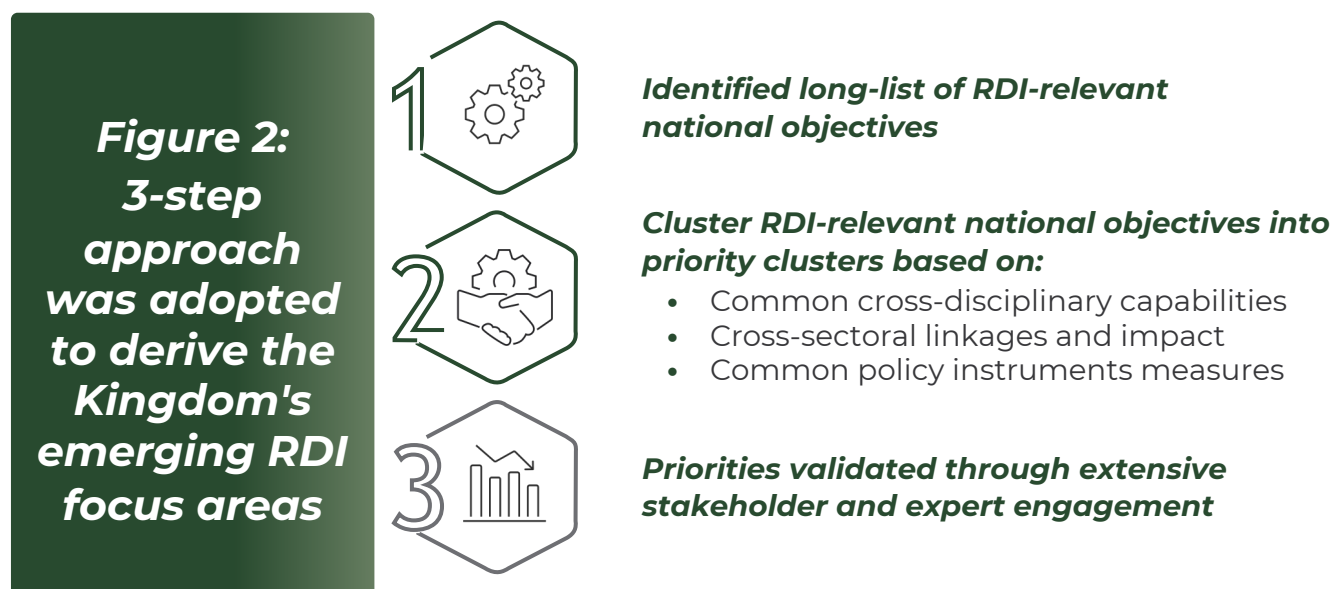 Figure 2:
3-step
approach
was adopted
to derive the
Kingdom's
emerging RDI
focus areas
1
Identified long-list of RDI-relevant
national objectives
2
Cluster RDI-relevant national objectives into
priority clusters based on:
• Common cross-disciplinary capabilities
• Cross-sectoral linkages and impact
• Common policy instruments measures
3
Priorities validated through extensive
stakeholder and expert engagement